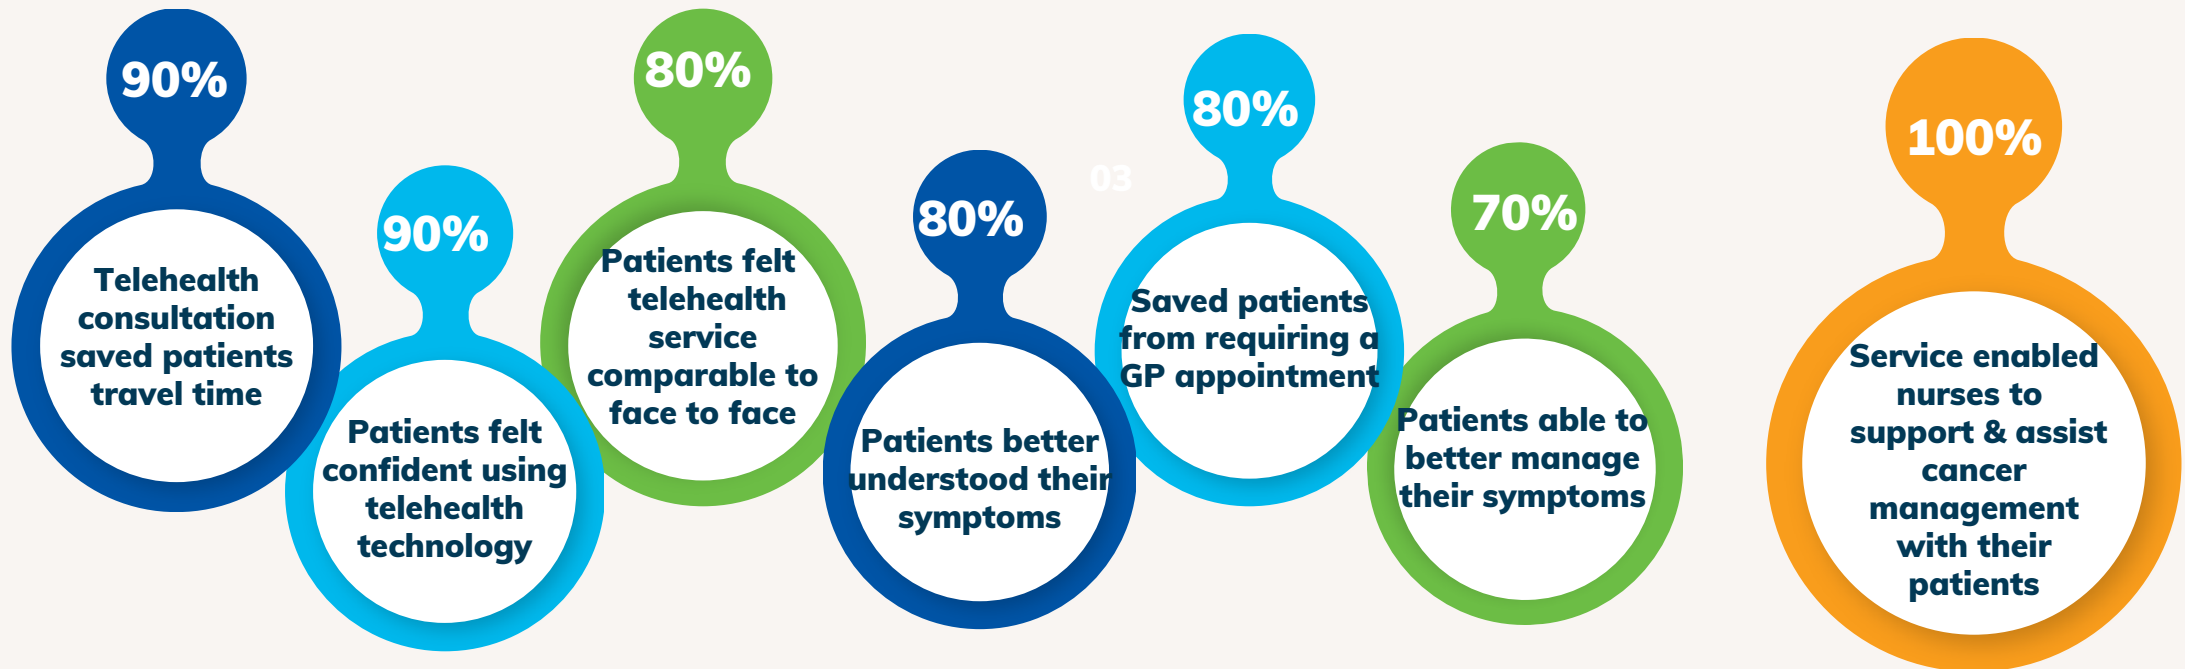 90%
Telehealth
consultation
saved patients
travel time
90%
Patients felt
confident using
telehealth
technology
80%
Patients felt
telehealth
service
comparable to
face to face
80%
Patients better
understood their
symptoms
03
80%
Saved patients
from requiring a
GP appointment
70%
Patients able to
better manage
their symptoms
100%
Service enabled
nurses to
support & assist
cancer
management
with their
patients